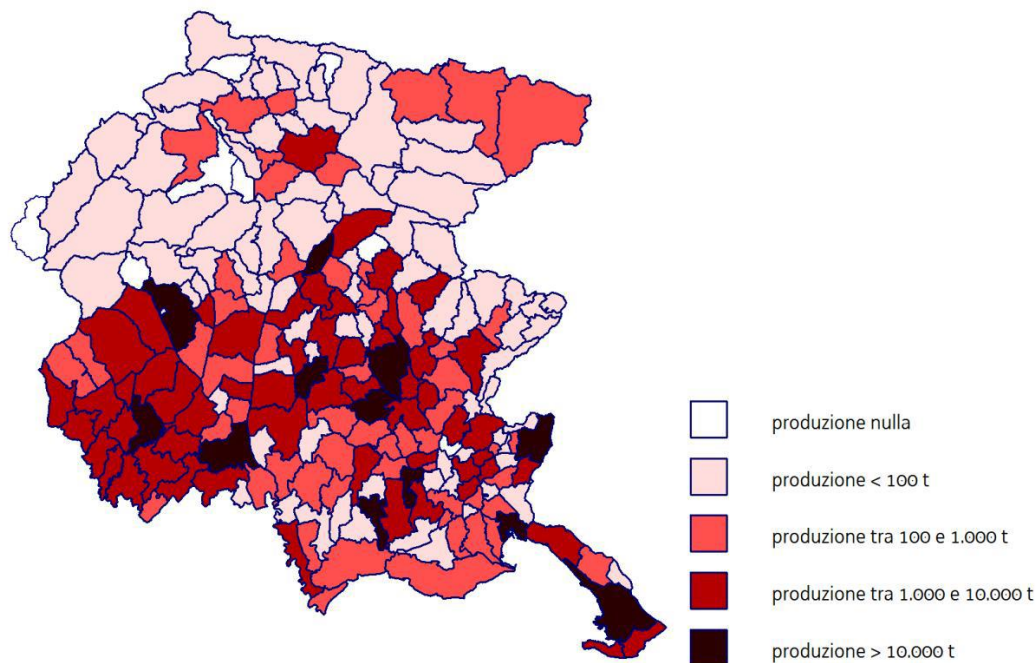 produzione nulla
produzione < 100 t
produzione tra 100 e 1.000 t
produzione tra 1.000 e 10.000 t
produzione > 10.000 t